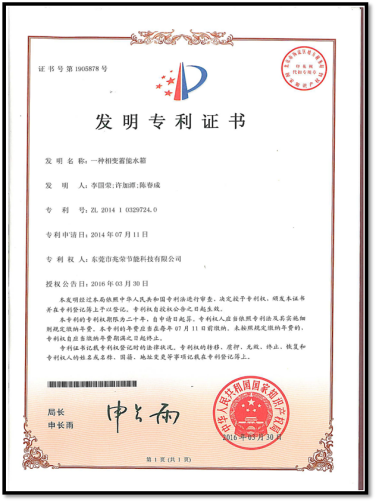 证书号第1905878号
发明专利证书
发明名称：一种相变蓄能水箱
发明人：李国荣;许加谭;陈春成
专利号：ZL 2014 1 0329724.0
专利申请日：2014年07月11日
专利权人：东莞市兆荣节能科技有限公司
授权公告日：2016年03月30日
本发明经过本局依照中华人民共和国专利法进行审查，决定授予专利权，颁发本证书
并在专利登记簿上予以登记。专利权自授权公告之日起生效。
本专利的专利权期限为二十年，自申请日起算。专利权人应当依照专利法及其实施细
则规定缴纳年费。本专利的年费应当在每年07月11日前缴纳。未按照规定缴纳年费的，
专利权自应当缴纳年费期满之日起终止。
专利证书记载专利权登记时的法律状况。专利权的转移、质押、无效、终止、恢复和
专利权人的姓名或名称、国籍、地址变更等事项记载在专利登记簿上。
局长
申长雨
申长雨
中华人民共和国国家知识产权局
2016年03月30日
第1页(共1页)